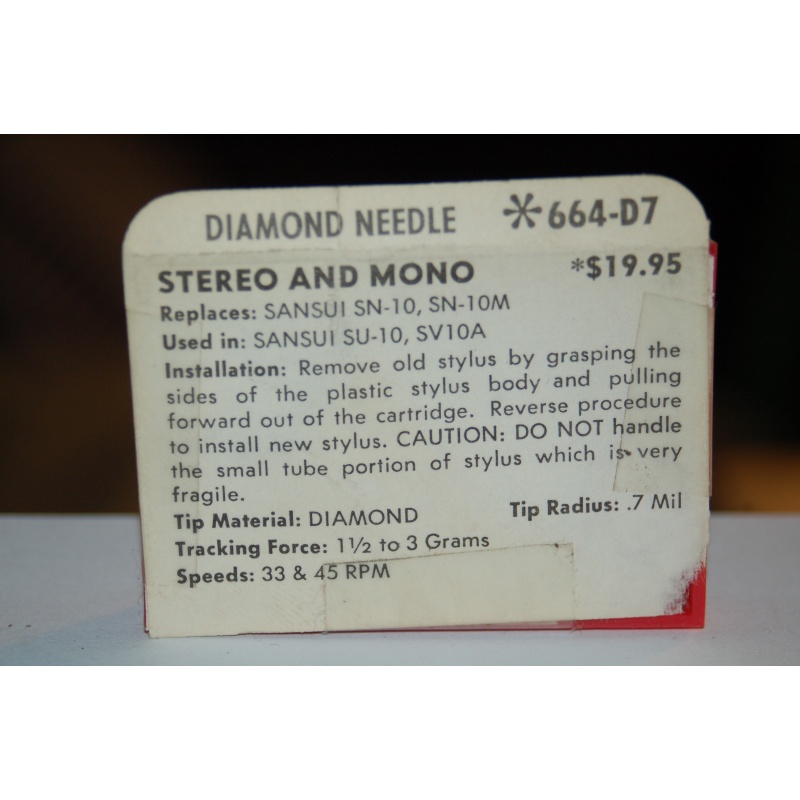 DIAMOND NEEDLE *664-D7
STEREO AND MONO *$19.95
Replaces: SANSUI SN-10, SN-10M
Used in: SANSUI SU-10, SV10A
Installation: Remove old stylus by grasping the
sides of the plastic stylus body and pulling
forward out of the cartridge. Reverse procedure
to install new stylus. CAUTION: DO NOT handle
the small tube portion of stylus which is very
fragile.
Tip Material: DIAMOND Tip Radius: .7 Mil
Tracking Force: 1½ to 3 Grams
Speeds: 33 & 45 RPM